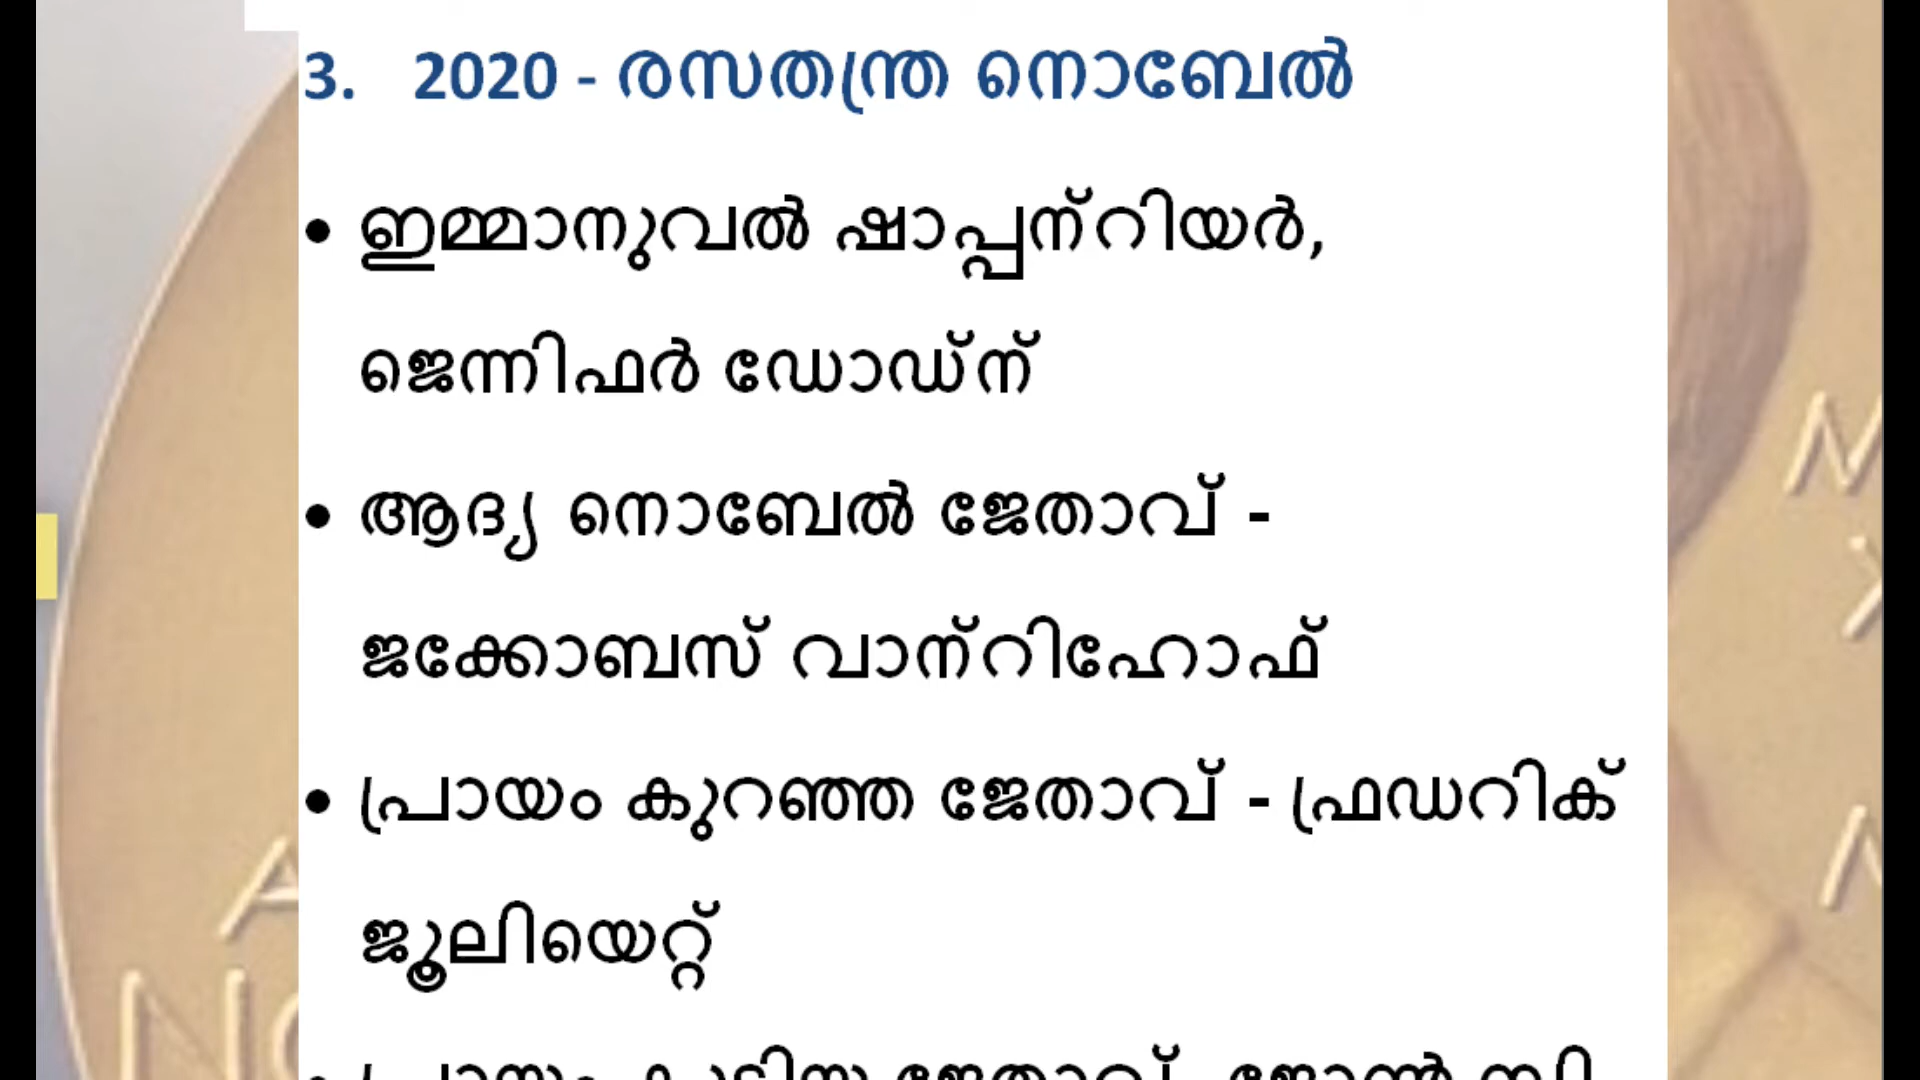 3. 2020 - രസതന്ത്ര നൊബേൽ
• ഇമ്മാനുവൽ ഷാപ്പന്റിയർ,
ജെന്നിഫർ ഡോഡ്ന്
• ആദ്യ നൊബേൽ ജേതാവ് -
ജക്കോബസ് വാന്റിഹോഫ്
• പ്രായം കുറഞ്ഞ ജേതാവ് - ഫ്രഡറിക്
ജൂലിയെറ്റ്